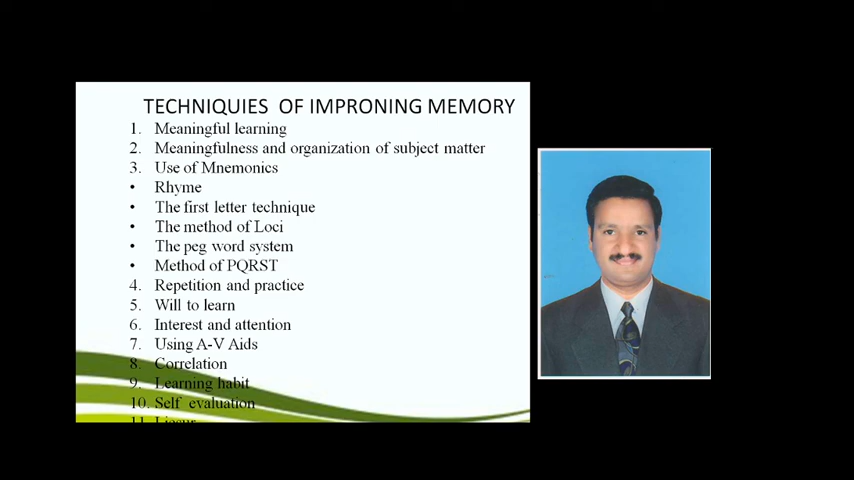 TECHNIQUIES OF IMPRONING MEMORY
1. Meaningful learning
2. Meaningfulness and organization of subject matter
3. Use of Mnemonics
• Rhyme
• The first letter technique
• The method of Loci
• The peg word system
• Method of PQRST
4. Repetition and practice
5. Will to learn
6. Interest and attention
7. Using A-V Aids
8. Correlation
9. Learning habit
10. Self evaluation
11.